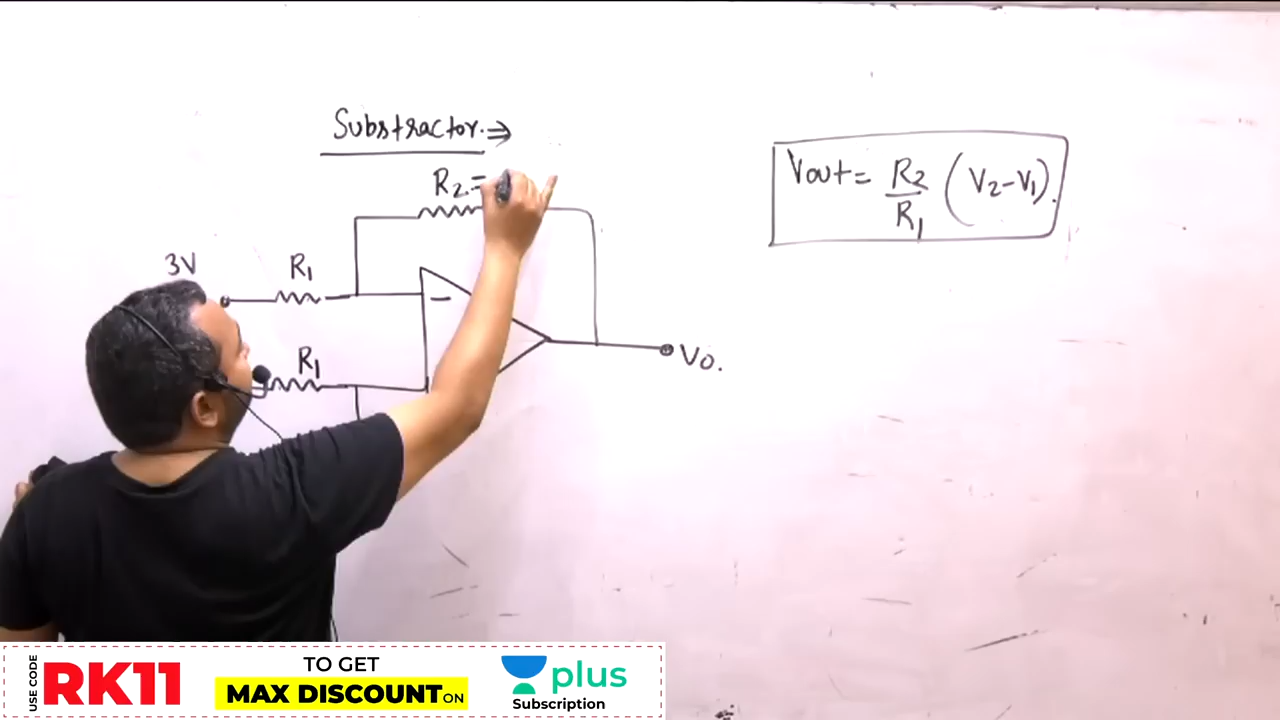 Substractor. ⇒
R2 =
Vout = R2/R1 (V2-V1).
3V
R1
−
R1
Vo.
USE CODE
RK11
TO GET
MAX DISCOUNT ON
plus
Subscription